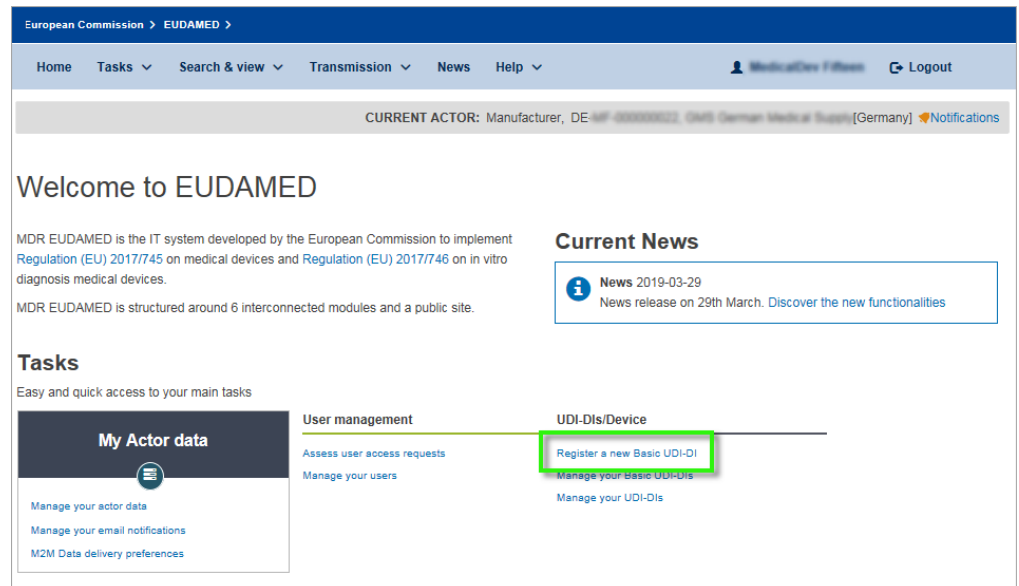 European Commission > EUDAMED >
Home Tasks Search & view Transmission News Help Logout
CURRENT ACTOR: Manufacturer, DE [Germany] Notifications
Welcome to EUDAMED
MDR EUDAMED is the IT system developed by the European Commission to implement
Regulation (EU) 2017/745 on medical devices and Regulation (EU) 2017/746 on in vitro
diagnosis medical devices.
MDR EUDAMED is structured around 6 interconnected modules and a public site.
Current News
News 2019-03-29
News release on 29th March. Discover the new functionalities
Tasks
Easy and quick access to your main tasks
My Actor data
Manage your actor data
Manage your email notifications
M2M Data delivery preferences
User management
Assess user access requests
Manage your users
UDI-DIs/Device
Register a new Basic UDI-DI
Manage your Basic UDI-DIs
Manage your UDI-DIs